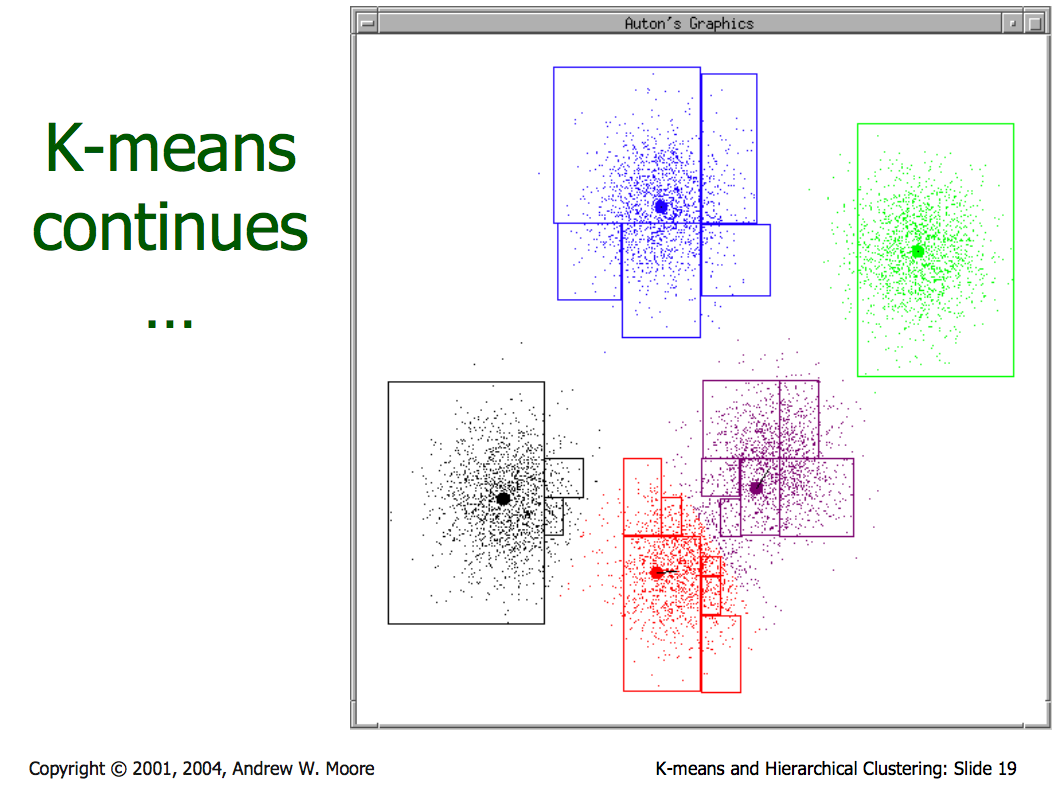 Auton's Graphics
K-means
continues
...
Copyright © 2001, 2004, Andrew W. Moore
K-means and Hierarchical Clustering: Slide 19